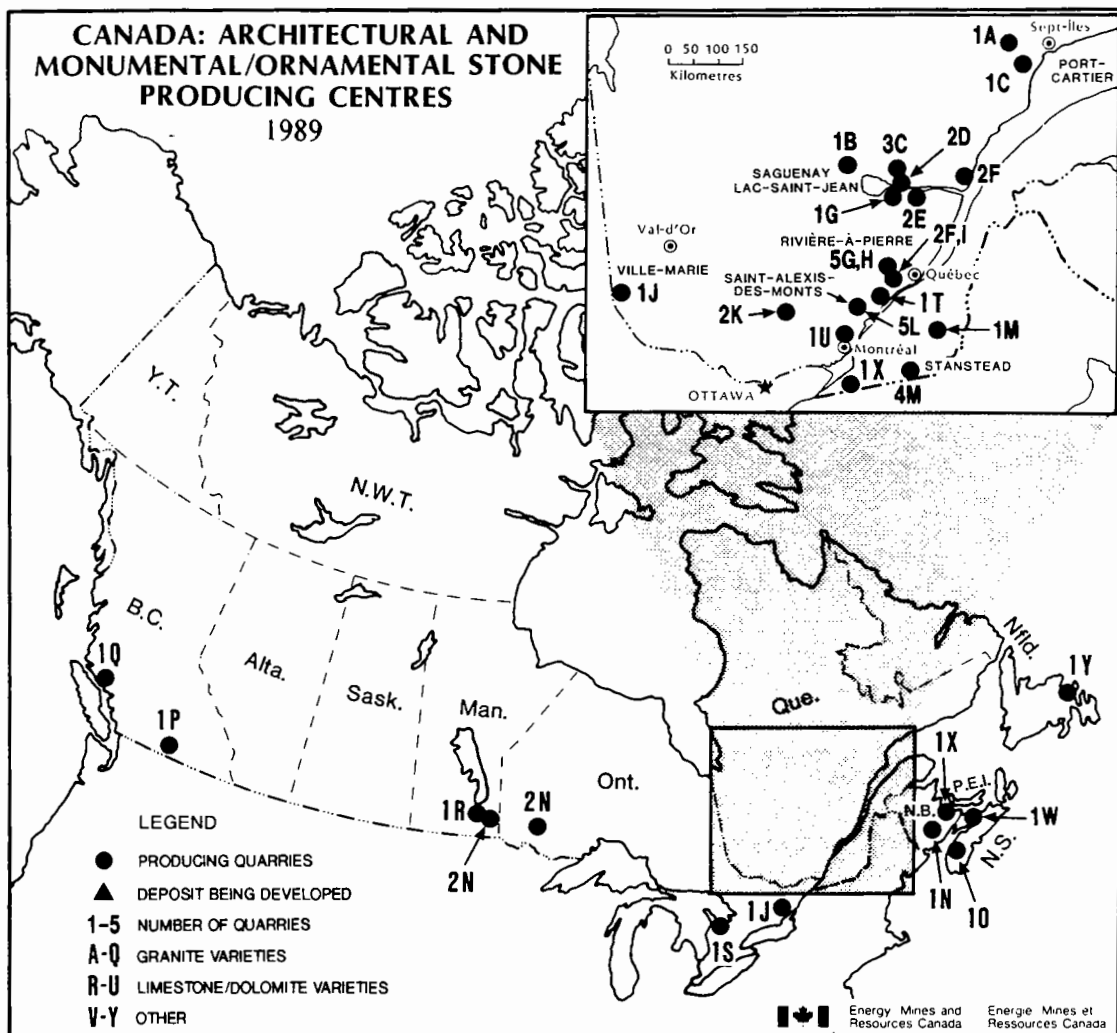 CANADA: ARCHITECTURAL AND
MONUMENTAL/ORNAMENTAL STONE
PRODUCING CENTRES
1989
0 50 100 150
Kilometres
1A
Sept-Îles
1C
PORT-
CARTIER
1B
3C
2D
2F
SAGUENAY
LAC-SAINT-JEAN
1G
2E
Val-d'Or
VILLE-MARIE
1J
RIVIÈRE-À-PIERRE
2F,I
5G,H
Québec
SAINT-ALEXIS-
DES-MONTS
1T
2K
5L
1M
1U
Montréal
1X
STANSTEAD
4M
OTTAWA
Y.T.
N.W.T.
B.C.
Alta.
Sask.
Man.
Ont.
Que.
Nfld.
1Q
1P
1R
2N
2N
1Y
1X
P.E.I.
N.B.
1W
N.S.
1N
1O
1J
1S
LEGEND
PRODUCING QUARRIES
DEPOSIT BEING DEVELOPED
1-5 NUMBER OF QUARRIES
A-Q GRANITE VARIETIES
R-U LIMESTONE/DOLOMITE VARIETIES
V-Y OTHER
Energy Mines and
Resources Canada
Énergie Mines et
Ressources Canada